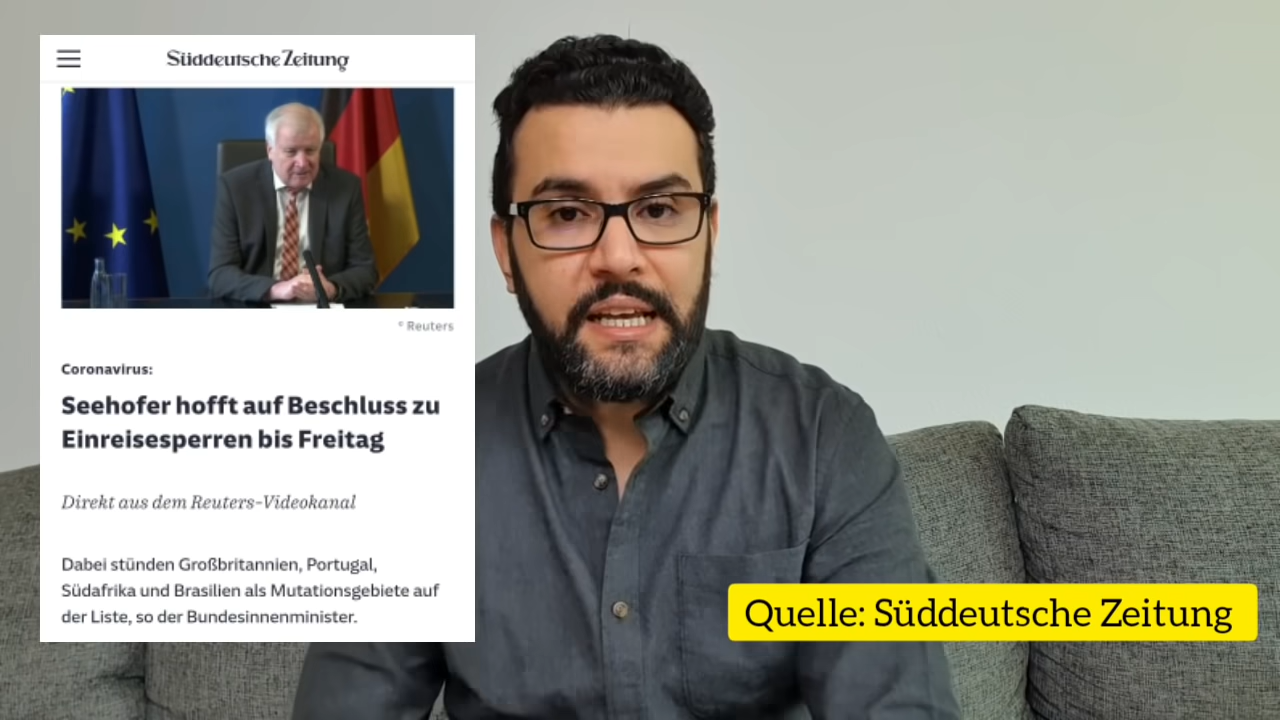 Süddeutsche Zeitung
© Reuters
Coronavirus:
Seehofer hofft auf Beschluss zu
Einreisesperren bis Freitag
Direkt aus dem Reuters-Videokanal
Dabei stünden Großbritannien, Portugal,
Südafrika und Brasilien als Mutationsgebiete auf
der Liste, so der Bundesinnenminister.
Quelle: Süddeutsche Zeitung